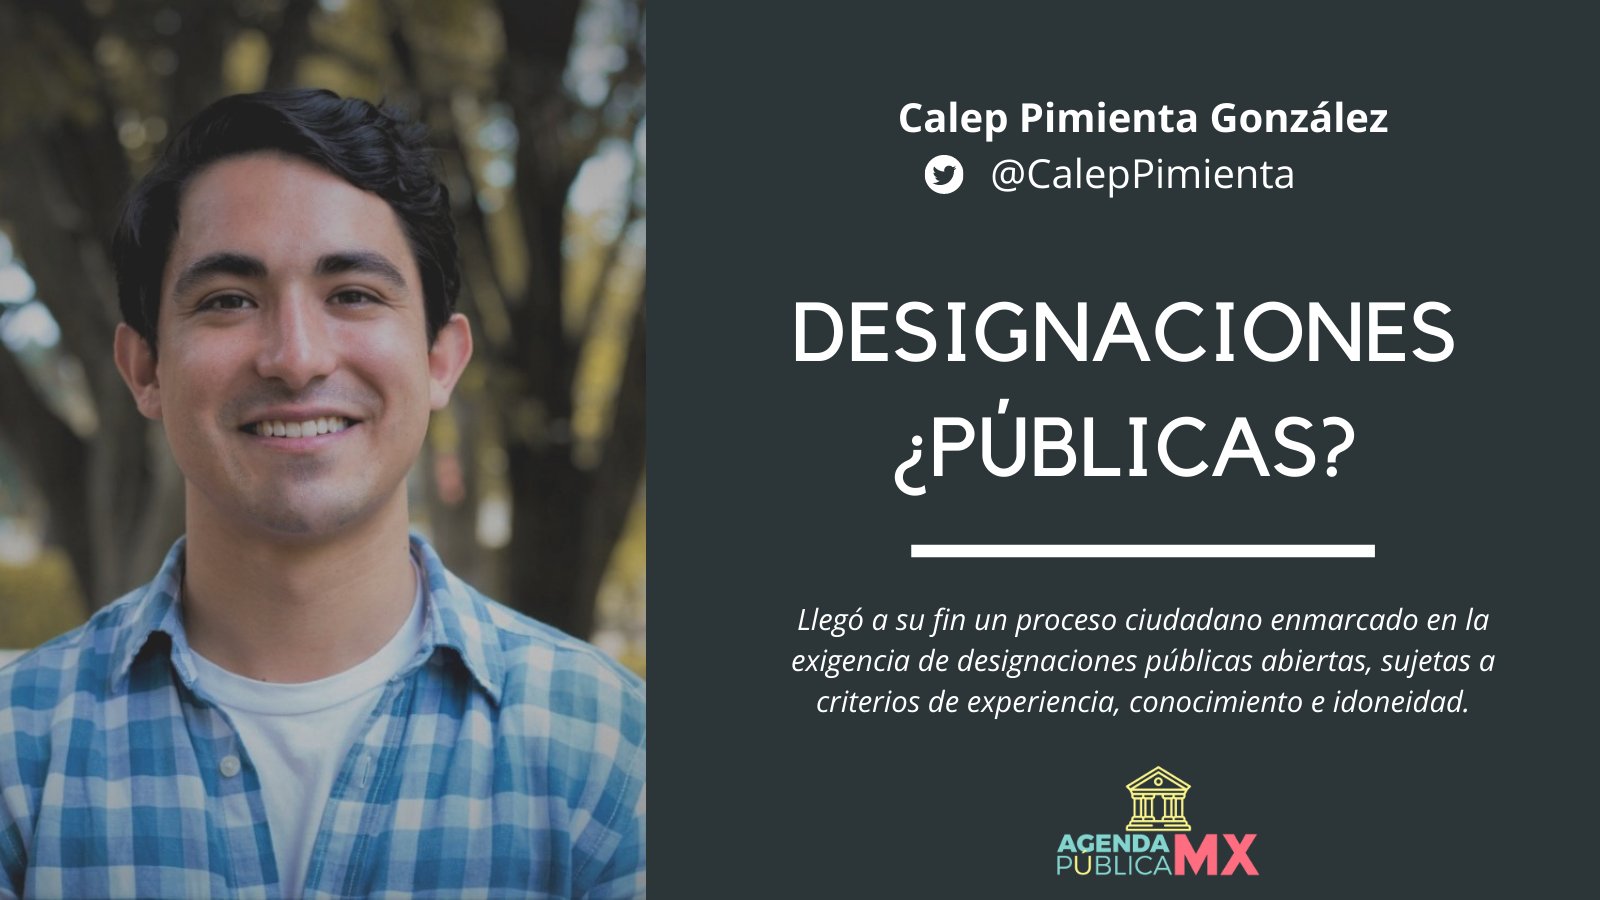 Calep Pimienta González
@CalepPimienta
DESIGNACIONES
¿PÚBLICAS?
Llegó a su fin un proceso ciudadano enmarcado en la
exigencia de designaciones públicas abiertas, sujetas a
criterios de experiencia, conocimiento e idoneidad.
AGENDA
PÚBLICA MX